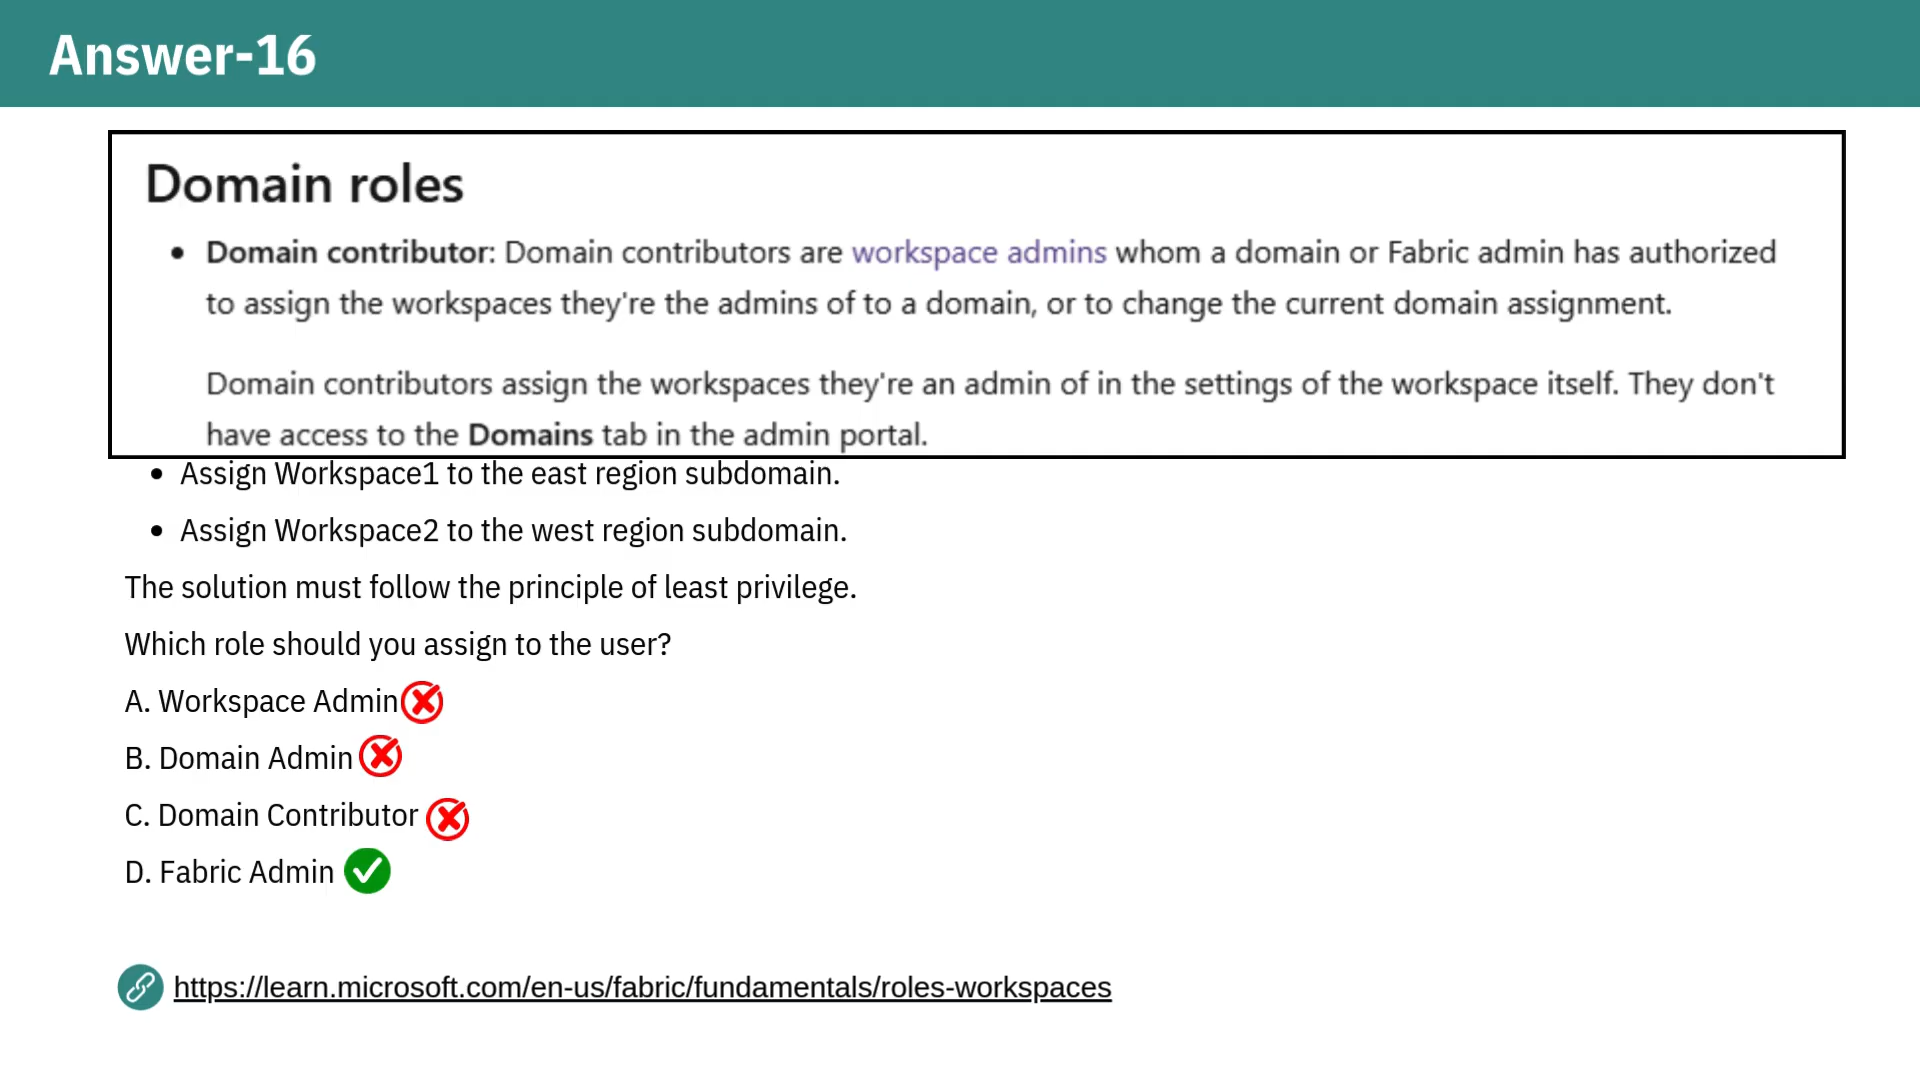 Answer-16
Domain roles
• Domain contributor: Domain contributors are workspace admins whom a domain or Fabric admin has authorized
to assign the workspaces they're the admins of to a domain, or to change the current domain assignment.
Domain contributors assign the workspaces they're an admin of in the settings of the workspace itself. They don't
have access to the Domains tab in the admin portal.
• Assign Workspace1 to the east region subdomain.
• Assign Workspace2 to the west region subdomain.
The solution must follow the principle of least privilege.
Which role should you assign to the user?
A. Workspace Admin
B. Domain Admin
C. Domain Contributor
D. Fabric Admin
https://learn.microsoft.com/en-us/fabric/fundamentals/roles-workspaces